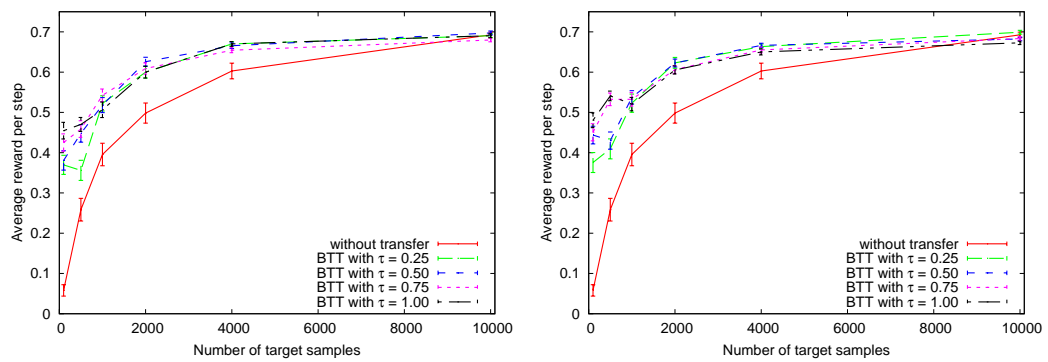 0.7
0.6
0.5
0.4
0.3
0.2
0.1
0
Average reward per step
without transfer
BTT with τ = 0.25
BTT with τ = 0.50
BTT with τ = 0.75
BTT with τ = 1.00
0 2000 4000 6000 8000 10000
Number of target samples
0.7
0.6
0.5
0.4
0.3
0.2
0.1
0
Average reward per step
without transfer
BTT with τ = 0.25
BTT with τ = 0.50
BTT with τ = 0.75
BTT with τ = 1.00
0 2000 4000 6000 8000 10000
Number of target samples